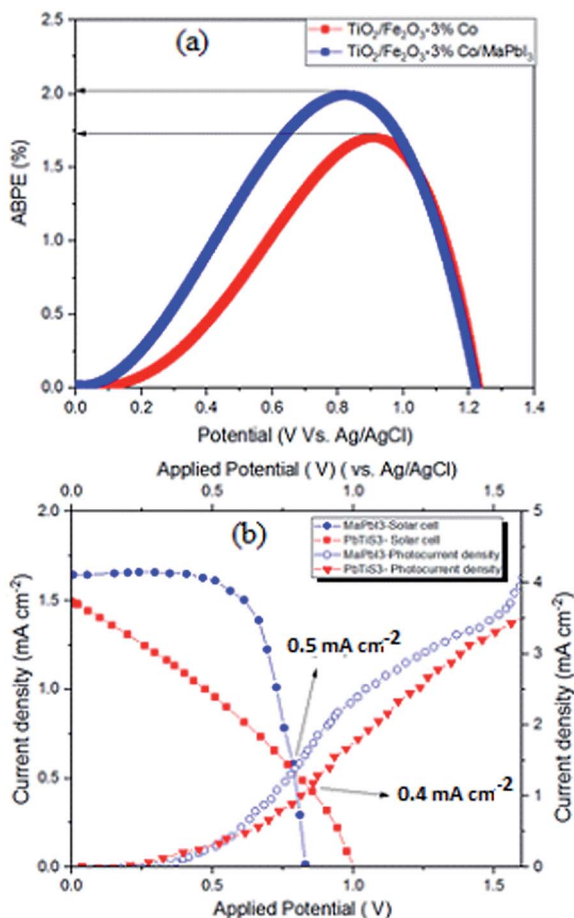 (a)
TiO₂/Fe₂O₃-3% Co
TiO₂/Fe₂O₃-3% Co/MaPbI₃
2.5
2.0
1.5
1.0
0.5
0.0
ABPE (%)
0.0 0.2 0.4 0.6 0.8 1.0 1.2 1.4
Potential (V Vs. Ag/AgCl)
Applied Potential ( V) ( vs. Ag/AgCl)
0.0 0.5 1.0 1.5
(b)
MaPbI3-Solar cell
PbTiS3- Solar cell
MaPbI3-Photocurrent density
PbTiS3- Photocurrent density
2.0
1.5
1.0
0.5
0.0
Current density (mA cm⁻²)
0.5 mA cm⁻²
0.4 mA cm⁻²
5
4
3
2
1
0
Current density (mA cm⁻²)
0.0 0.5 1.0 1.5
Applied Potential ( V)